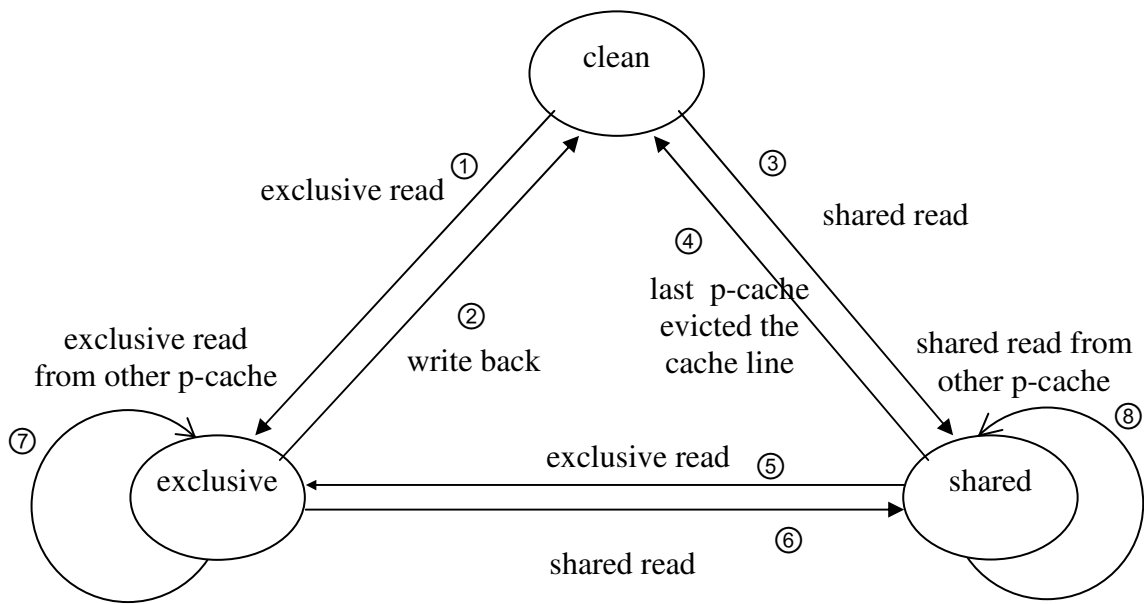 clean
①
exclusive read
③
shared read
④
last p-cache
evicted the
cache line
②
write back
exclusive read
from other p-cache
⑦
shared read from
other p-cache
⑧
exclusive
exclusive read
⑤
shared
⑥
shared read